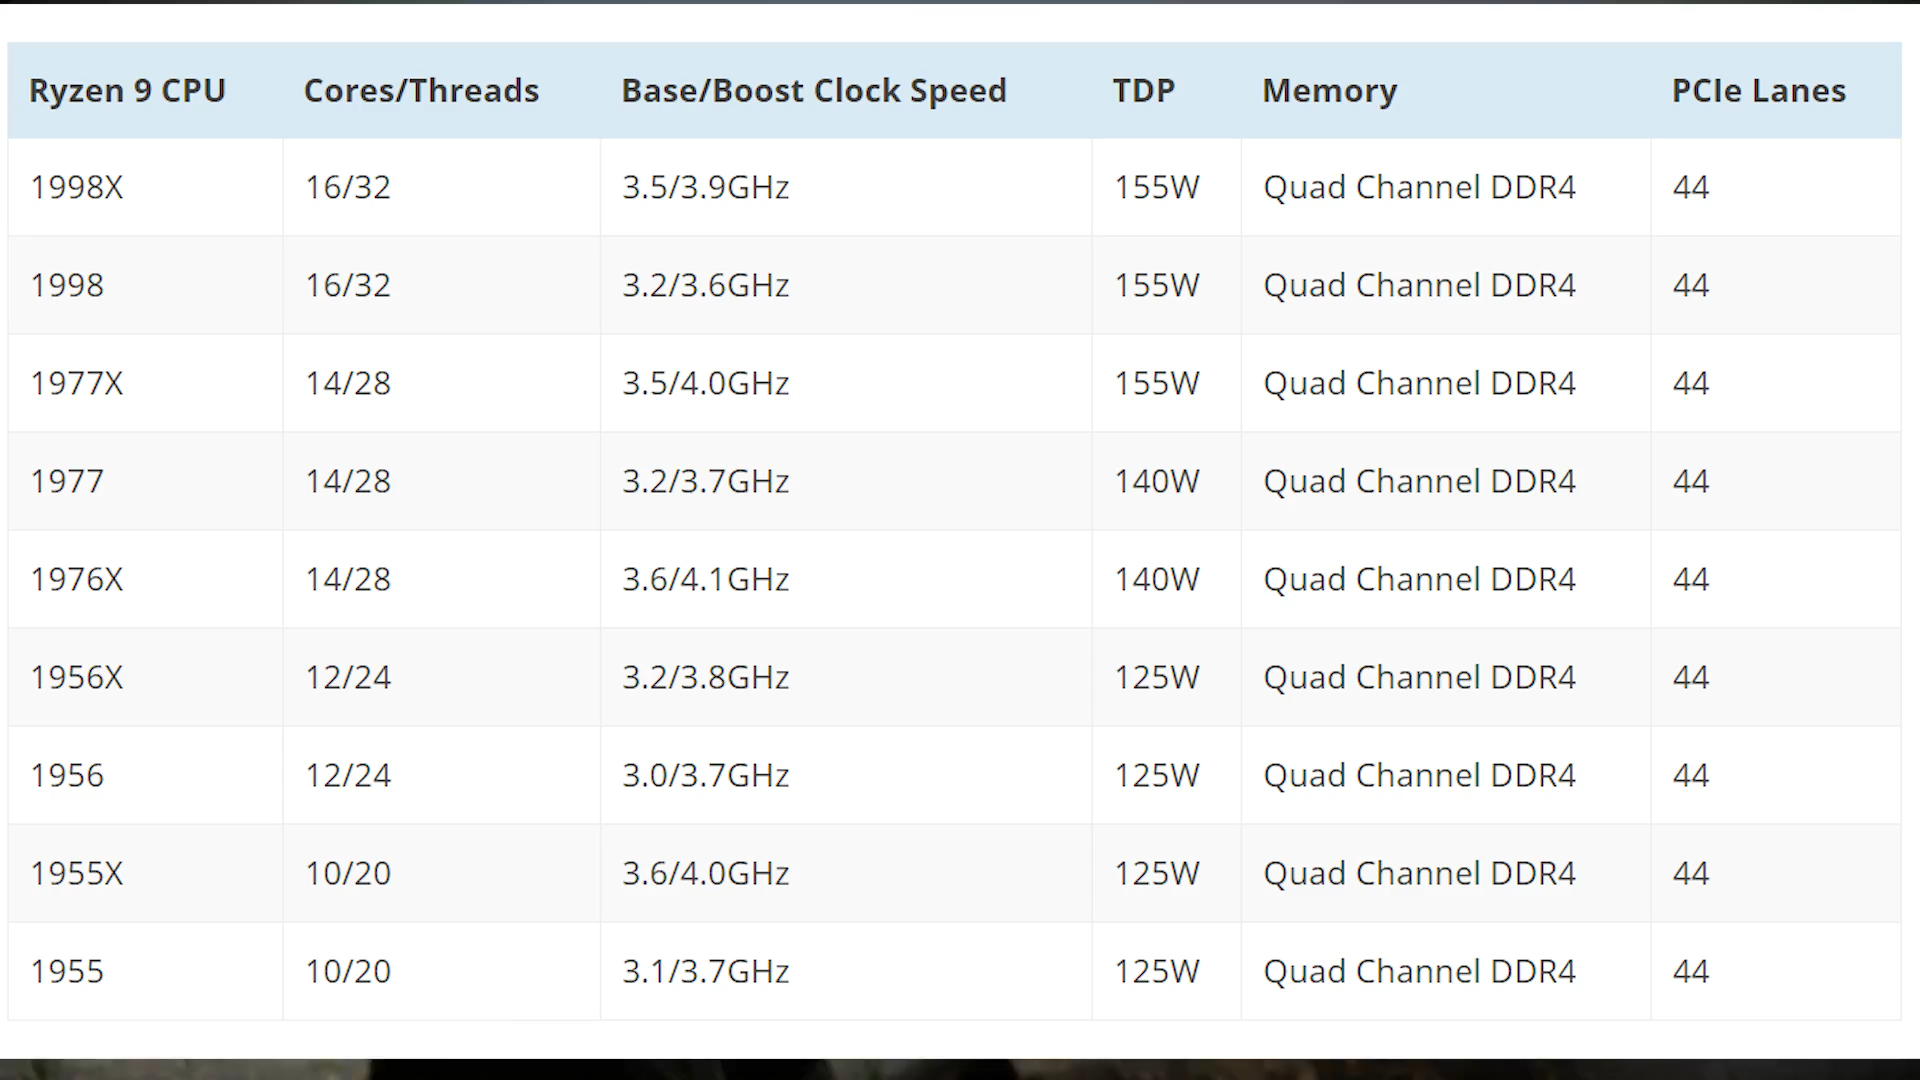 Ryzen 9 CPU Cores/Threads Base/Boost Clock Speed TDP Memory PCIe Lanes
1998X 16/32 3.5/3.9GHz 155W Quad Channel DDR4 44
1998 16/32 3.2/3.6GHz 155W Quad Channel DDR4 44
1977X 14/28 3.5/4.0GHz 155W Quad Channel DDR4 44
1977 14/28 3.2/3.7GHz 140W Quad Channel DDR4 44
1976X 14/28 3.6/4.1GHz 140W Quad Channel DDR4 44
1956X 12/24 3.2/3.8GHz 125W Quad Channel DDR4 44
1956 12/24 3.0/3.7GHz 125W Quad Channel DDR4 44
1955X 10/20 3.6/4.0GHz 125W Quad Channel DDR4 44
1955 10/20 3.1/3.7GHz 125W Quad Channel DDR4 44